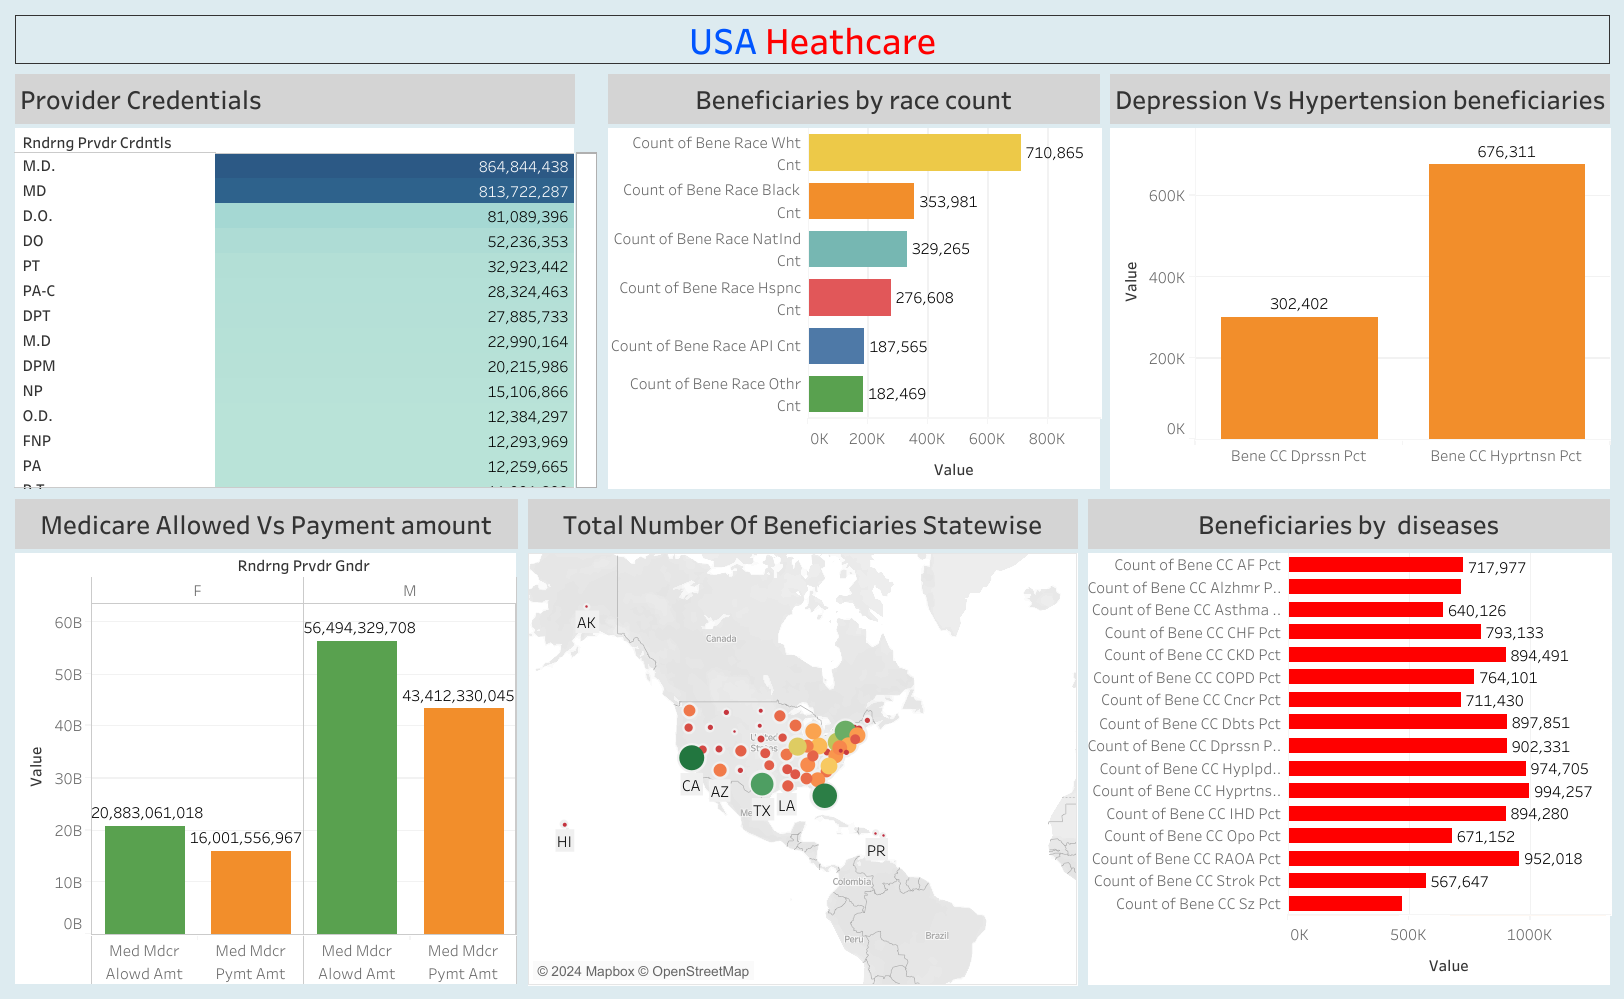 USA Heathcare
Provider Credentials
Rndrng Prvdr Crdntls
M.D. 864,844,438
MD 813,722,287
D.O. 81,089,396
DO 52,236,353
PT 32,923,442
PA-C 28,324,463
DPT 27,885,733
M.D 22,990,164
DPM 20,215,986
NP 15,106,866
O.D. 12,384,297
FNP 12,293,969
PA 12,259,665
Beneficiaries by race count
Count of Bene Race Wht
Cnt
710,865
Count of Bene Race Black
Cnt
353,981
Count of Bene Race NatInd
Cnt
329,265
Count of Bene Race Hspnc
Cnt
276,608
Count of Bene Race API Cnt 187,565
Count of Bene Race Othr
Cnt
182,469
0K 200K 400K 600K 800K
Value
Depression Vs Hypertension beneficiaries
Value
600K
400K
200K
0K
302,402
676,311
Bene CC Dprssn Pct Bene CC Hyprtnsn Pct
Medicare Allowed Vs Payment amount
Rndrng Prvdr Gndr
F M
Value
60B
50B
40B
30B
20B
10B
0B
20,883,061,018
16,001,556,967
56,494,329,708
43,412,330,045
Med Mdcr
Alowd Amt
Med Mdcr
Pymt Amt
Med Mdcr
Alowd Amt
Med Mdcr
Pymt Amt
Total Number Of Beneficiaries Statewise
AK
Canada
United
States
CA
AZ
TX
LA
Me
HI
PR
Colombia
Peru
Brazil
© 2024 Mapbox © OpenStreetMap
Beneficiaries by diseases
Count of Bene CC AF Pct 717,977
Count of Bene CC Alzhmr P..
Count of Bene CC Asthma .. 640,126
Count of Bene CC CHF Pct 793,133
Count of Bene CC CKD Pct 894,491
Count of Bene CC COPD Pct 764,101
Count of Bene CC Cncr Pct 711,430
Count of Bene CC Dbts Pct 897,851
Count of Bene CC Dprssn P.. 902,331
Count of Bene CC Hyplpd.. 974,705
Count of Bene CC Hyprtns.. 994,257
Count of Bene CC IHD Pct 894,280
Count of Bene CC Opo Pct 671,152
Count of Bene CC RAOA Pct 952,018
Count of Bene CC Strok Pct 567,647
Count of Bene CC Sz Pct
0K 500K 1000K
Value